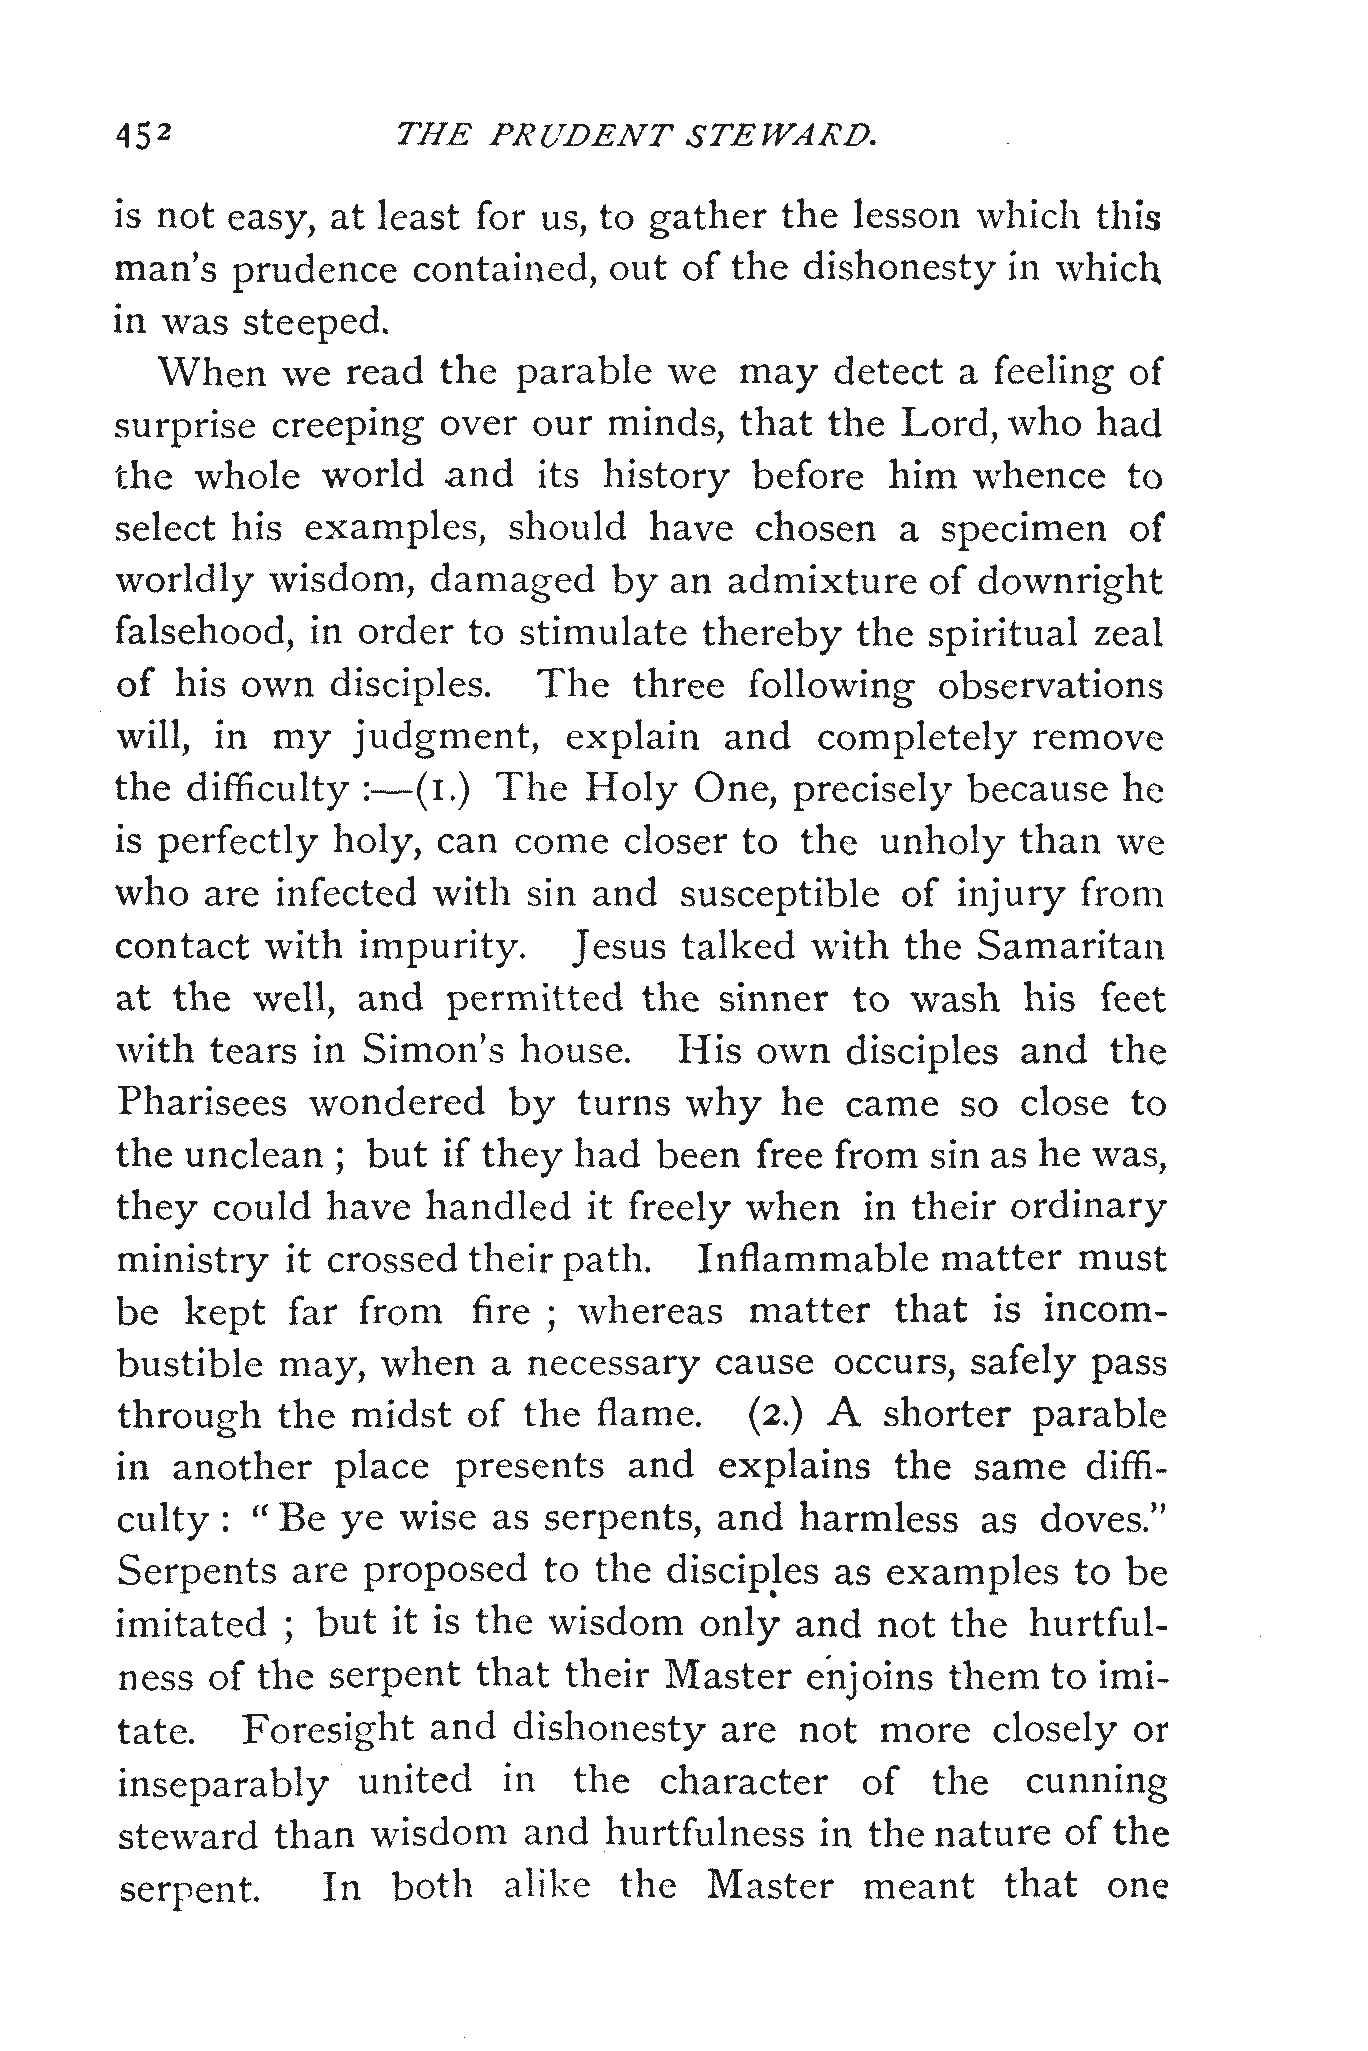 452 THE PRUDENT STEWARD.
is not easy, at least for us, to gather the lesson which this
man's prudence contained, out of the dishonesty in which
in was steeped.
When we read the parable we may detect a feeling of
surprise creeping over our minds, that the Lord, who had
the whole world and its history before him whence to
select his examples, should have chosen a specimen of
worldly wisdom, damaged by an admixture of downright
falsehood, in order to stimulate thereby the spiritual zeal
of his own disciples. The three following observations
will, in my judgment, explain and completely remove
the difficulty :—(1.) The Holy One, precisely because he
is perfectly holy, can come closer to the unholy than we
who are infected with sin and susceptible of injury from
contact with impurity. Jesus talked with the Samaritan
at the well, and permitted the sinner to wash his feet
with tears in Simon's house. His own disciples and the
Pharisees wondered by turns why he came so close to
the unclean ; but if they had been free from sin as he was,
they could have handled it freely when in their ordinary
ministry it crossed their path. Inflammable matter must
be kept far from fire ; whereas matter that is incom-
bustible may, when a necessary cause occurs, safely pass
through the midst of the flame. (2.) A shorter parable
in another place presents and explains the same diffi-
culty : "Be ye wise as serpents, and harmless as doves."
Serpents are proposed to the disciples as examples to be
imitated ; but it is the wisdom only and not the hurtful-
ness of the serpent that their Master enjoins them to imi-
tate. Foresight and dishonesty are not more closely or
inseparably united in the character of the cunning
steward than wisdom and hurtfulness in the nature of the
serpent. In both alike the Master meant that one